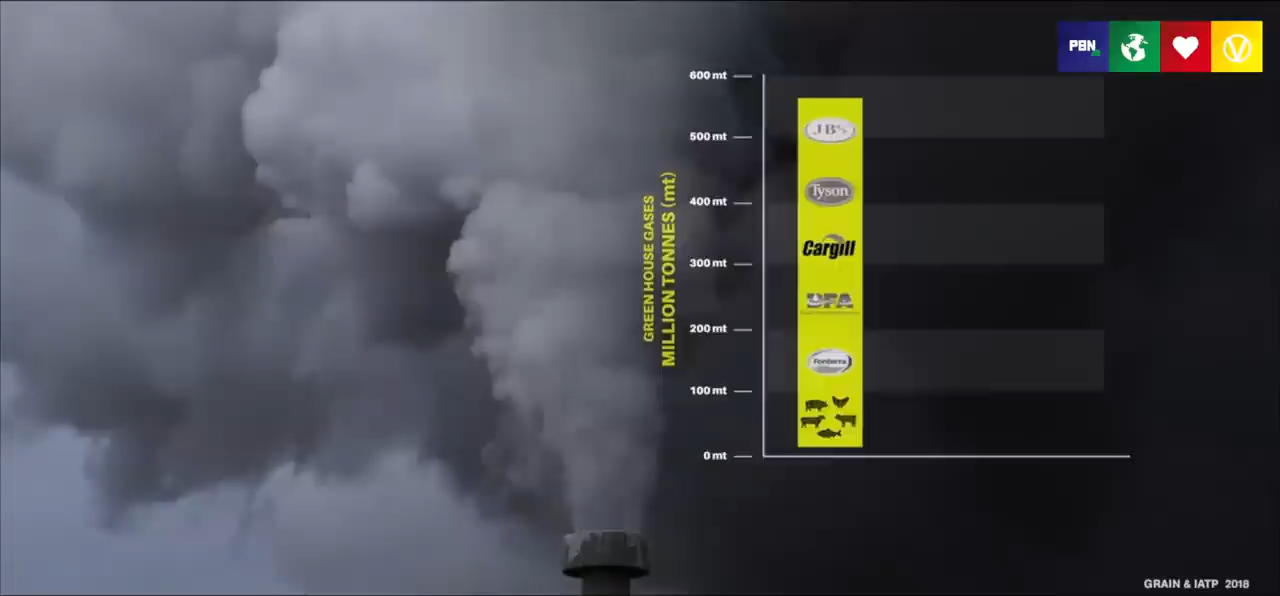 PBN
600 mt
500 mt
400 mt
300 mt
200 mt
100 mt
0 mt
GREEN HOUSE GASES
MILLION TONNES (mt)
JBS
Tyson
Cargill
DFA
Fonterra
GRAIN & IATP 2018